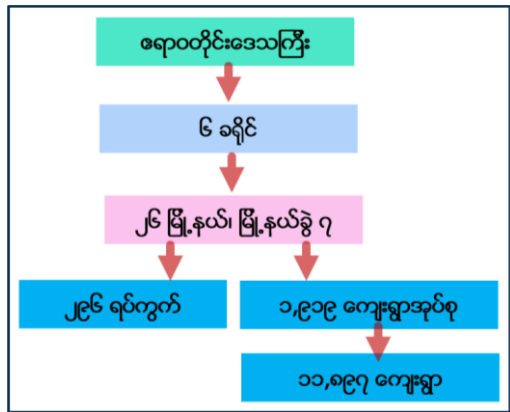 ဧရာဝတိုင်းဒေသကြီး
၆ ခရိုင်
၂၆ မြို့နယ်၊ မြို့နယ်ခွဲ ၇
၂၉၆ ရပ်ကွက်
၁,၉၁၉ ကျေးရွာအုပ်စု
၁၁,၈၉၇ ကျေးရွာ